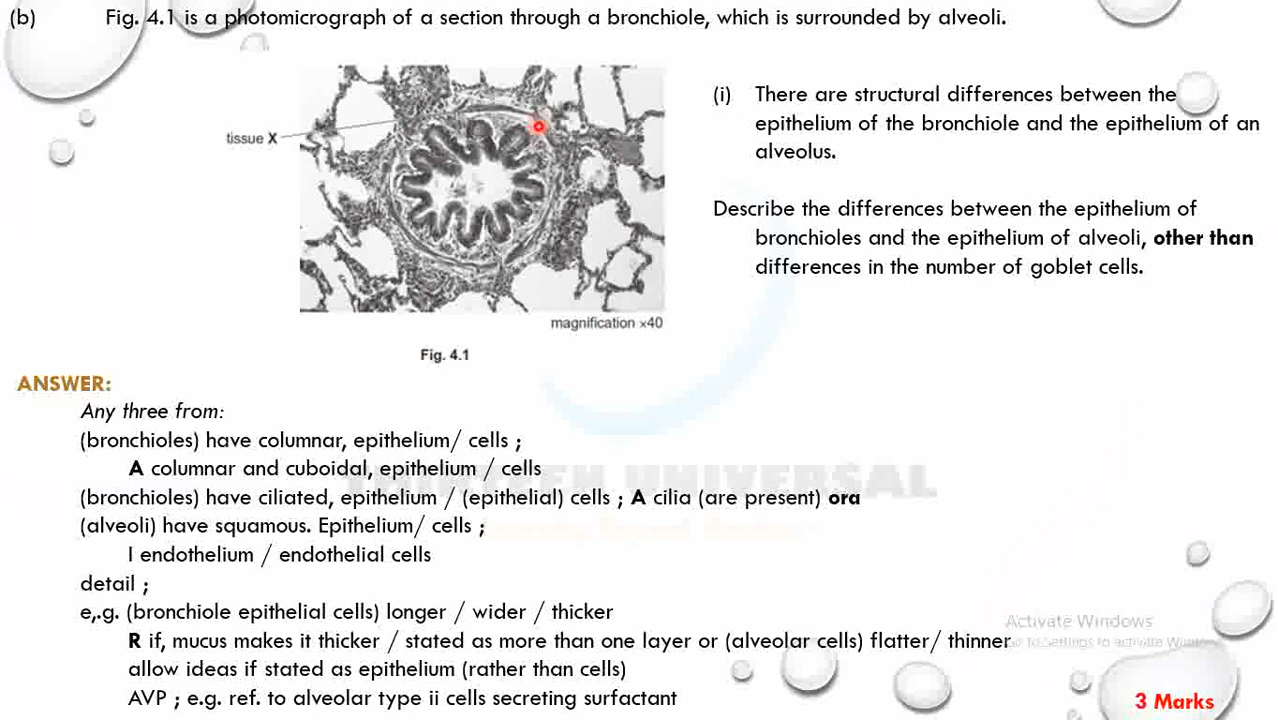 (b) Fig. 4.1 is a photomicrograph of a section through a bronchiole, which is surrounded by alveoli.
tissue X
magnification ×40
Fig. 4.1
(i) There are structural differences between the
epithelium of the bronchiole and the epithelium of an
alveolus.
Describe the differences between the epithelium of
bronchioles and the epithelium of alveoli, other than
differences in the number of goblet cells.
ANSWER:
Any three from:
(bronchioles) have columnar, epithelium/ cells ;
A columnar and cuboidal, epithelium / cells
(bronchioles) have ciliated, epithelium / (epithelial) cells ; A cilia (are present) ora
(alveoli) have squamous. Epithelium/ cells ;
I endothelium / endothelial cells
detail ;
e,.g. (bronchiole epithelial cells) longer / wider / thicker
R if, mucus makes it thicker / stated as more than one layer or (alveolar cells) flatter/ thinner
allow ideas if stated as epithelium (rather than cells)
AVP ; e.g. ref. to alveolar type ii cells secreting surfactant
UNIVERSAL
Activate Windows
to activate
3 Marks